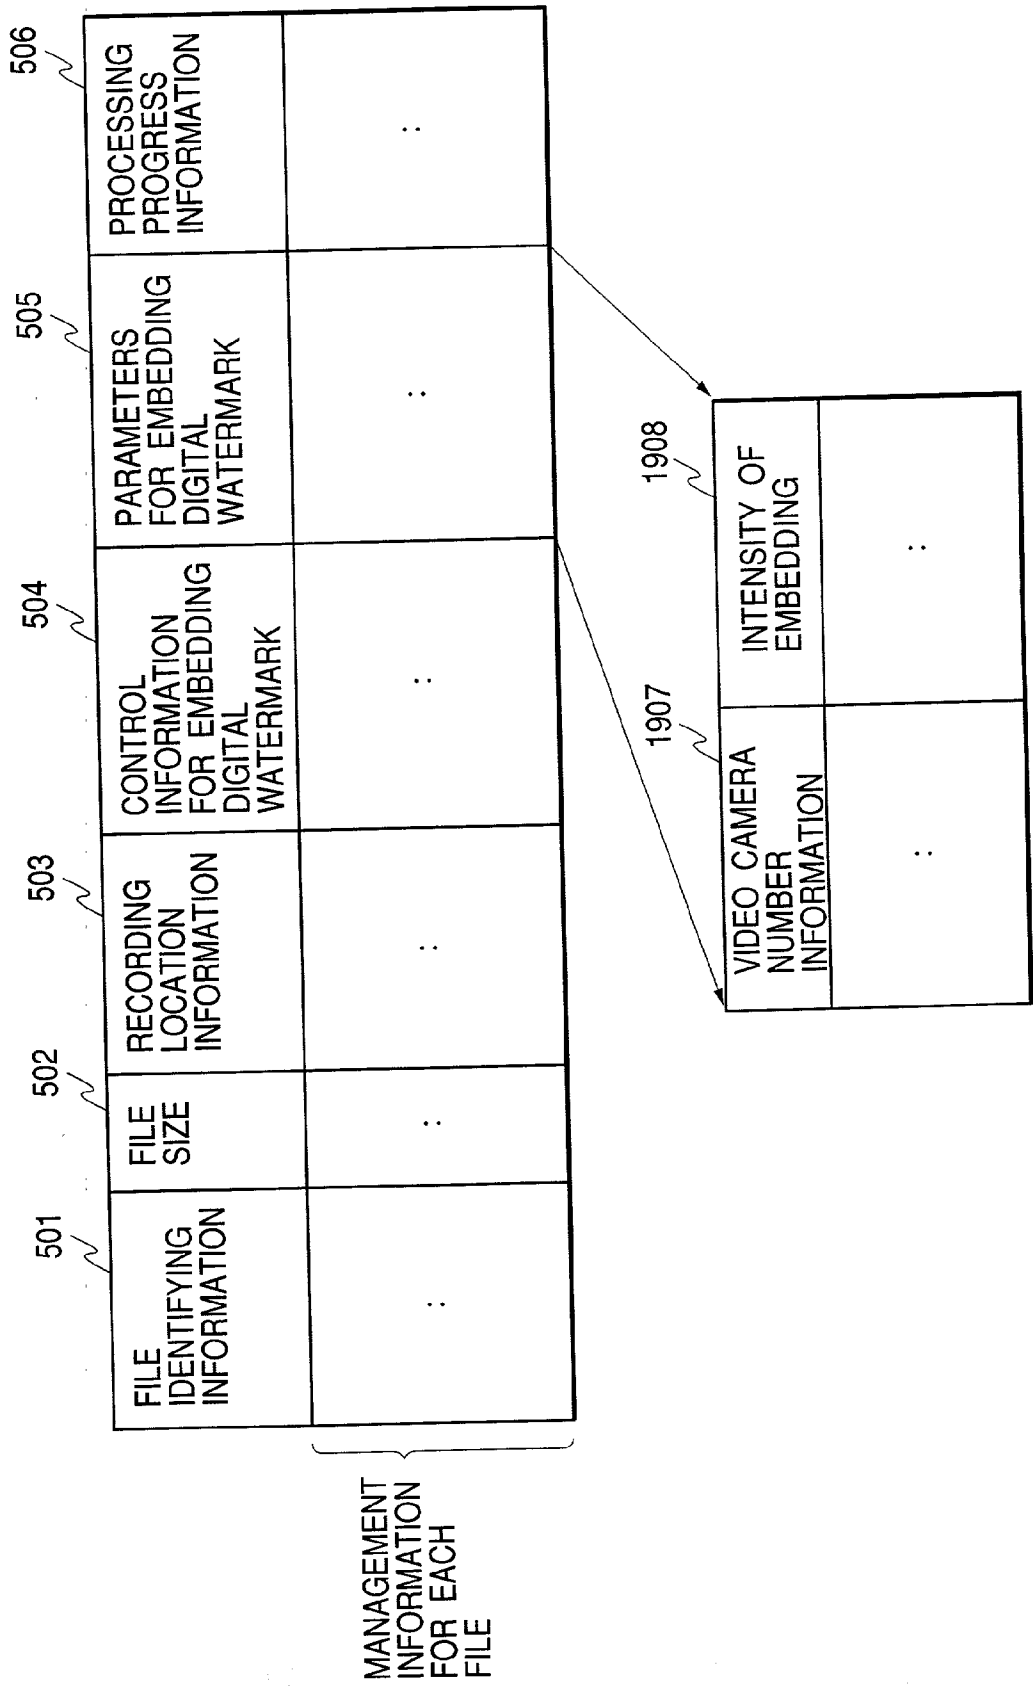 501
502
503
504
505
506
FILE
IDENTIFYING
INFORMATION
FILE
SIZE
RECORDING
LOCATION
INFORMATION
CONTROL
INFORMATION
FOR EMBEDDING
DIGITAL
WATERMARK
PARAMETERS
FOR EMBEDDING
DIGITAL
WATERMARK
PROCESSING
PROGRESS
INFORMATION
MANAGEMENT
INFORMATION
FOR EACH
FILE
:
:
:
:
:
:
1907
1908
VIDEO CAMERA
NUMBER
INFORMATION
INTENSITY OF
EMBEDDING
:
: